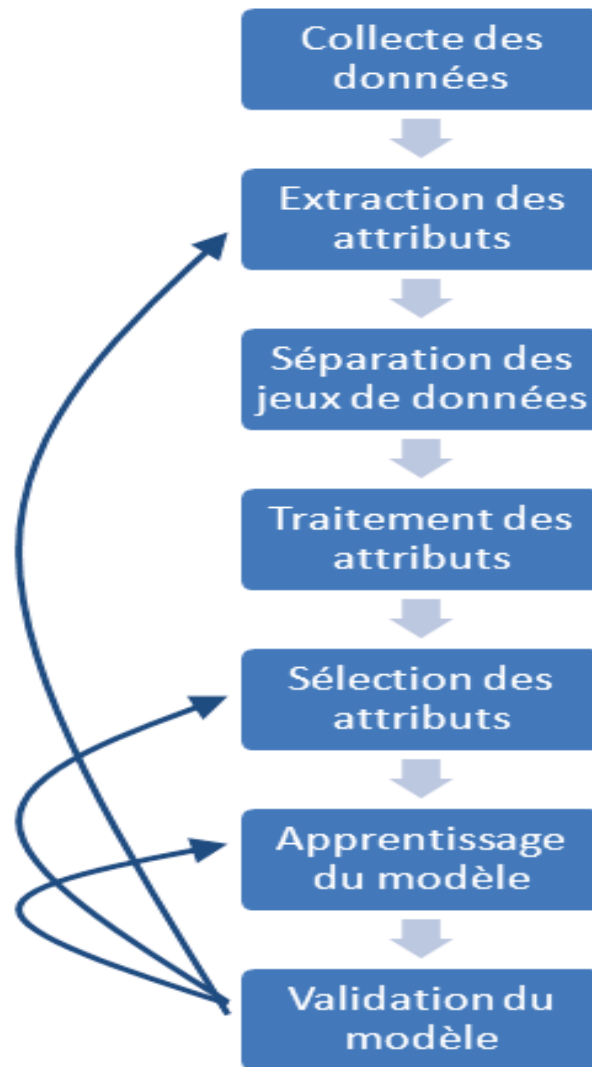 Collecte des
données
Extraction des
attributs
Séparation des
jeux de données
Traitement des
attributs
Sélection des
attributs
Apprentissage
du modèle
Validation du
modèle